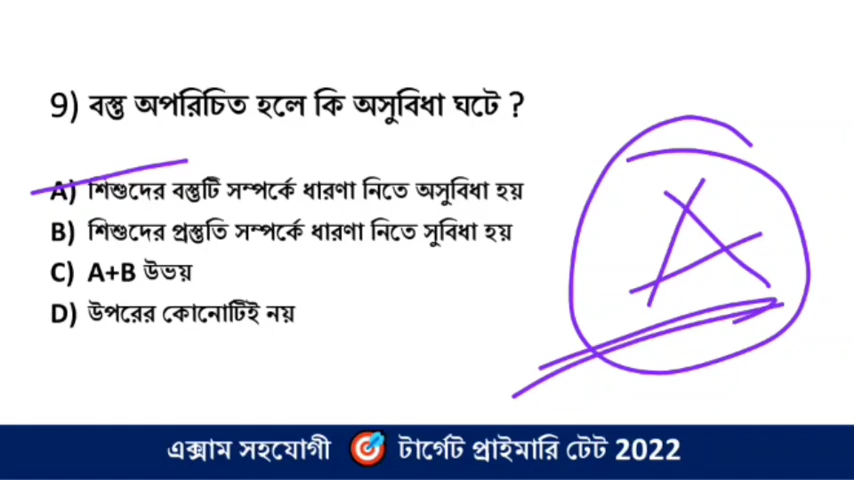 9) বস্তু অপরিচিত হলে কি অসুবিধা ঘটে ?
A) শিশুদের বস্তুটি সম্পর্কে ধারণা নিতে অসুবিধা হয়
B) শিশুদের প্রস্তুতি সম্পর্কে ধারণা নিতে সুবিধা হয়
C) A+B উভয়
D) উপরের কোনোটিই নয়
A
এক্সাম সহযোগী টার্গেট প্রাইমারি টেট 2022